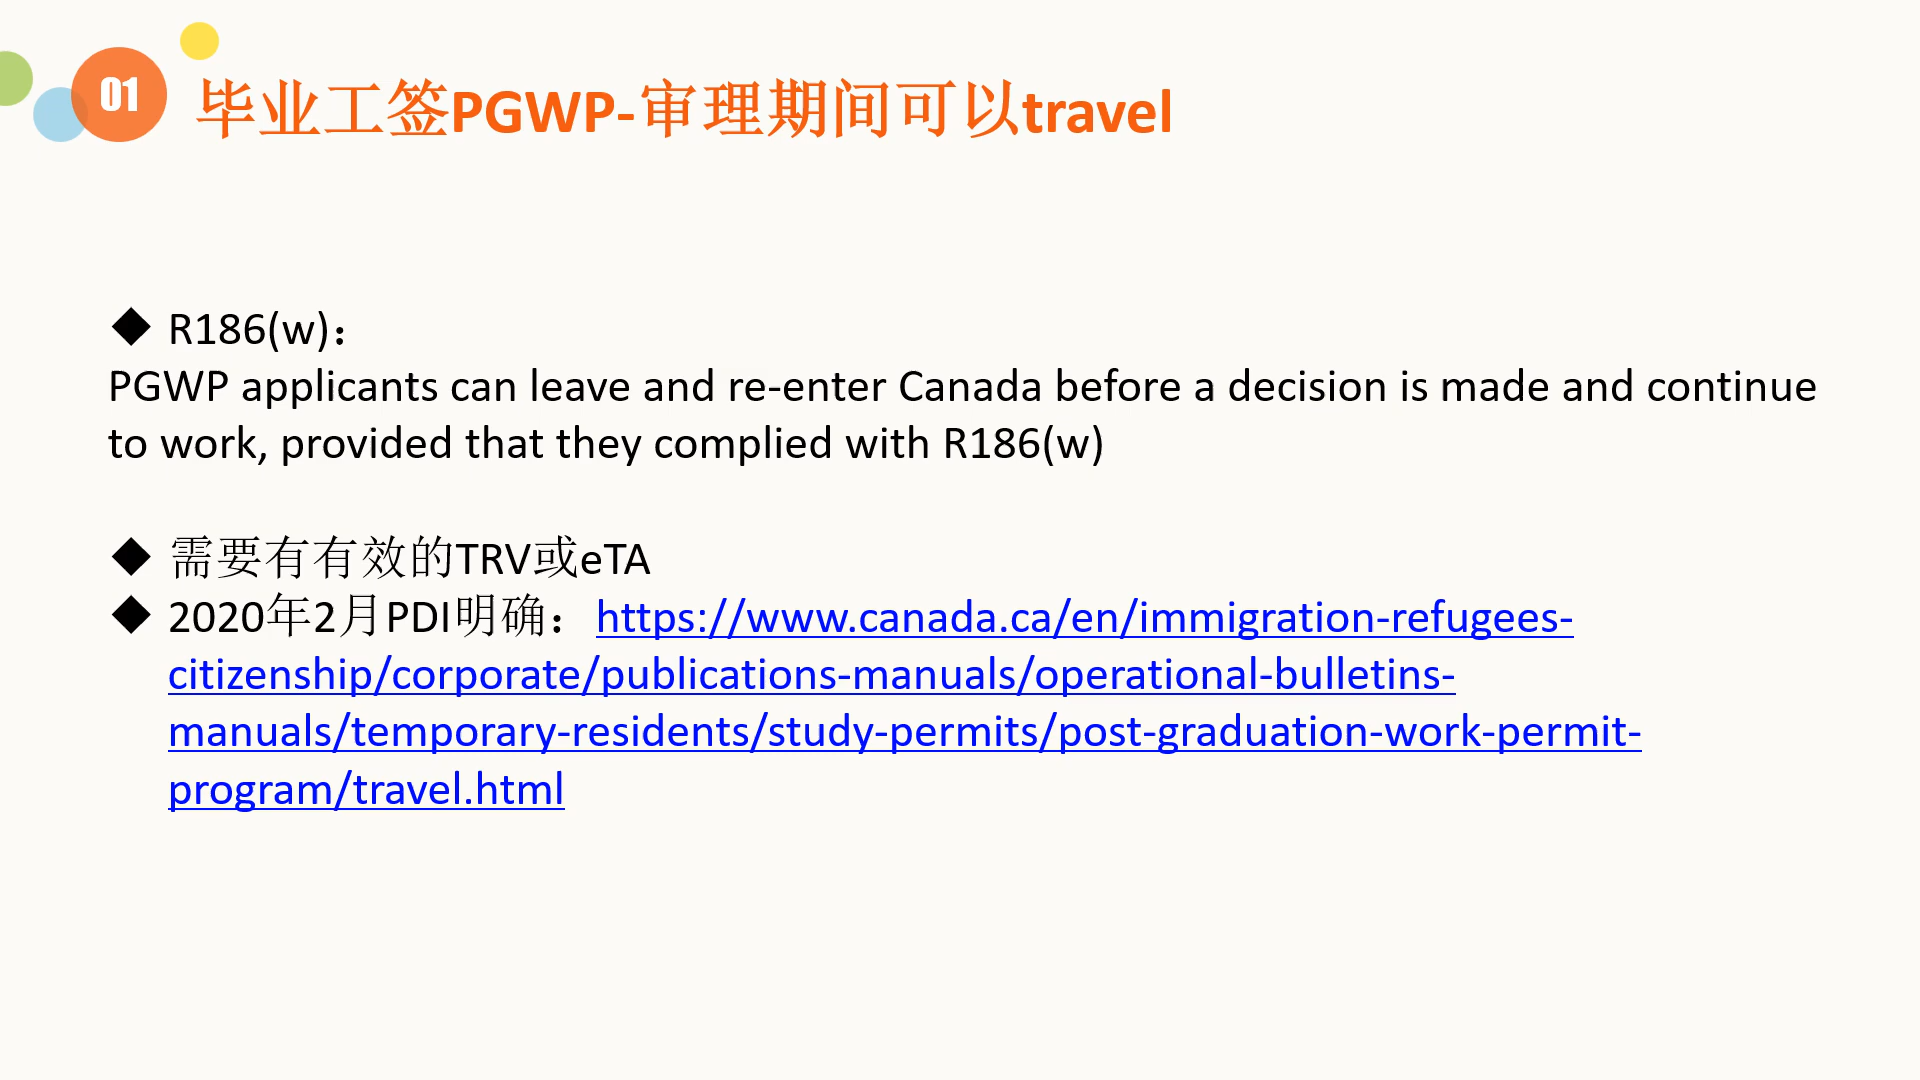 01
毕业工签PGWP-审理期间可以travel
◆ R186(w)：
PGWP applicants can leave and re-enter Canada before a decision is made and continue
to work, provided that they complied with R186(w)
◆ 需要有有效的TRV或eTA
◆ 2020年2月PDI明确：https://www.canada.ca/en/immigration-refugees-
citizenship/corporate/publications-manuals/operational-bulletins-
manuals/temporary-residents/study-permits/post-graduation-work-permit-
program/travel.html